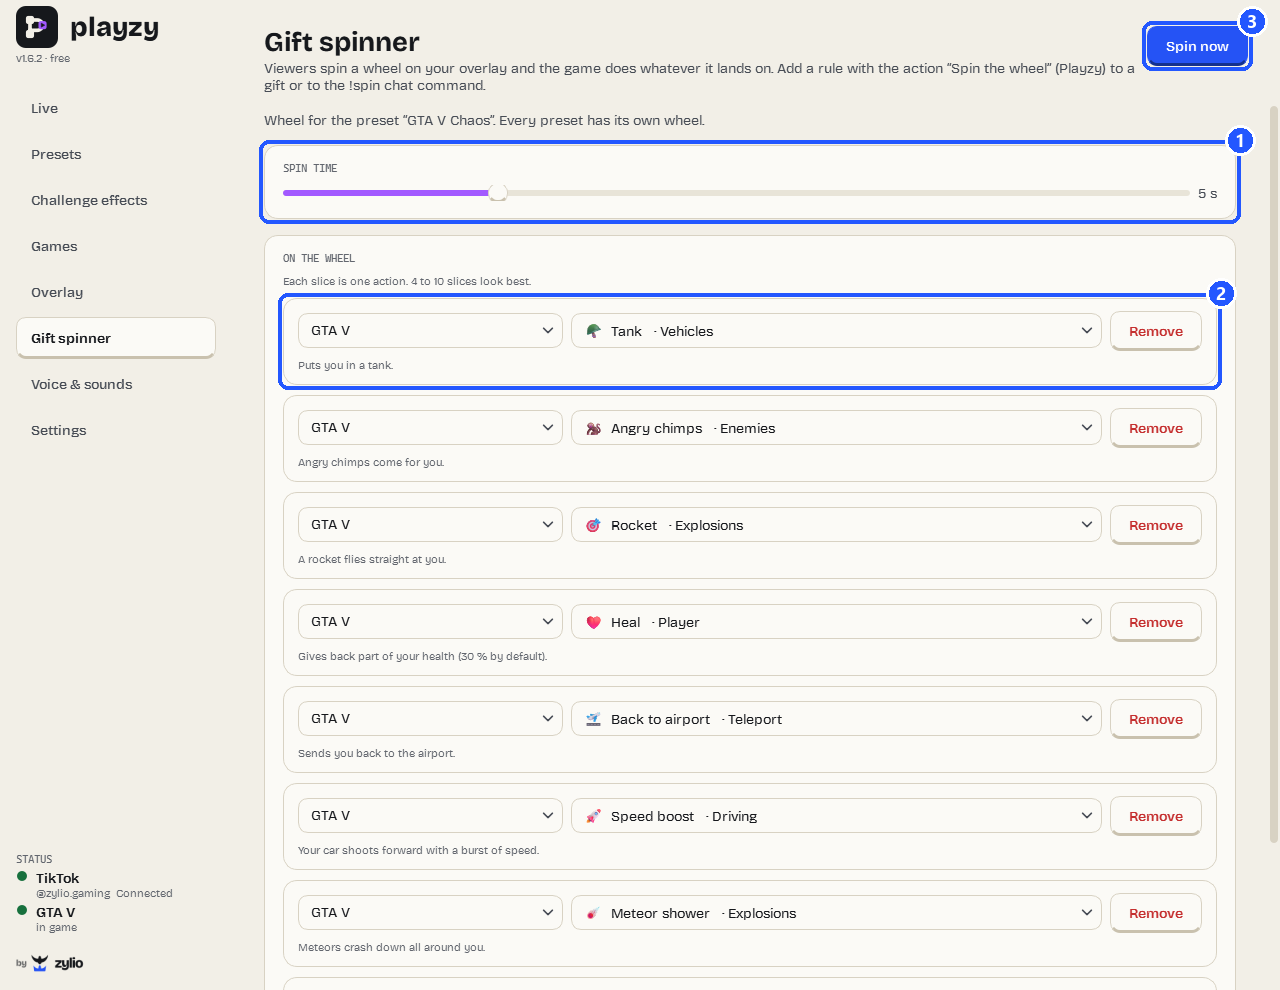 playzy
v1.6.2 · free
Live
Presets
Challenge effects
Games
Overlay
Gift spinner
Voice & sounds
Settings
STATUS
TikTok
@zylio.gaming Connected
GTA V
in game
by zylio
Gift spinner
Viewers spin a wheel on your overlay and the game does whatever it lands on. Add a rule with the action “Spin the wheel” (Playzy) to a
gift or to the !spin chat command.
Spin now
3
Wheel for the preset “GTA V Chaos”. Every preset has its own wheel.
1
SPIN TIME
5 s
ON THE WHEEL
Each slice is one action. 4 to 10 slices look best.
2
GTA V Tank · Vehicles Remove
Puts you in a tank.
GTA V Angry chimps · Enemies Remove
Angry chimps come for you.
GTA V Rocket · Explosions Remove
A rocket flies straight at you.
GTA V Heal · Player Remove
Gives back part of your health (30 % by default).
GTA V Back to airport · Teleport Remove
Sends you back to the airport.
GTA V Speed boost · Driving Remove
Your car shoots forward with a burst of speed.
GTA V Meteor shower · Explosions Remove
Meteors crash down all around you.